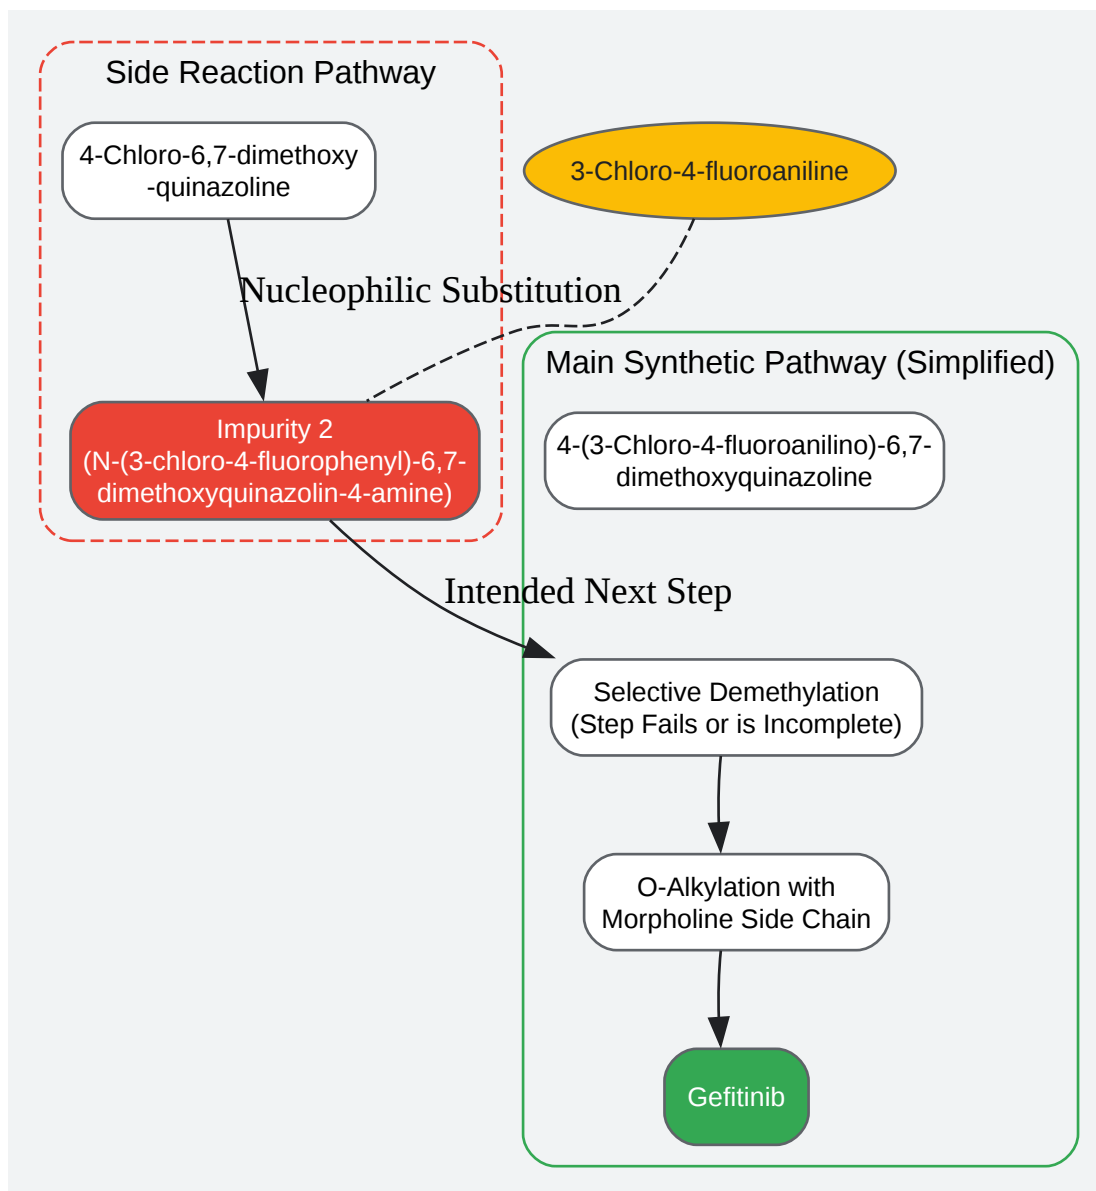 Side Reaction Pathway
4-Chloro-6,7-dimethoxy
-quinazoline
3-Chloro-4-fluoroaniline
Nucleophilic Substitution
Main Synthetic Pathway (Simplified)
Impurity 2
(N-(3-chloro-4-fluorophenyl)-6,7-
dimethoxyquinazolin-4-amine)
4-(3-Chloro-4-fluoroanilino)-6,7-
dimethoxyquinazoline
Intended Next Step
Selective Demethylation
(Step Fails or is Incomplete)
O-Alkylation with
Morpholine Side Chain
Gefitinib